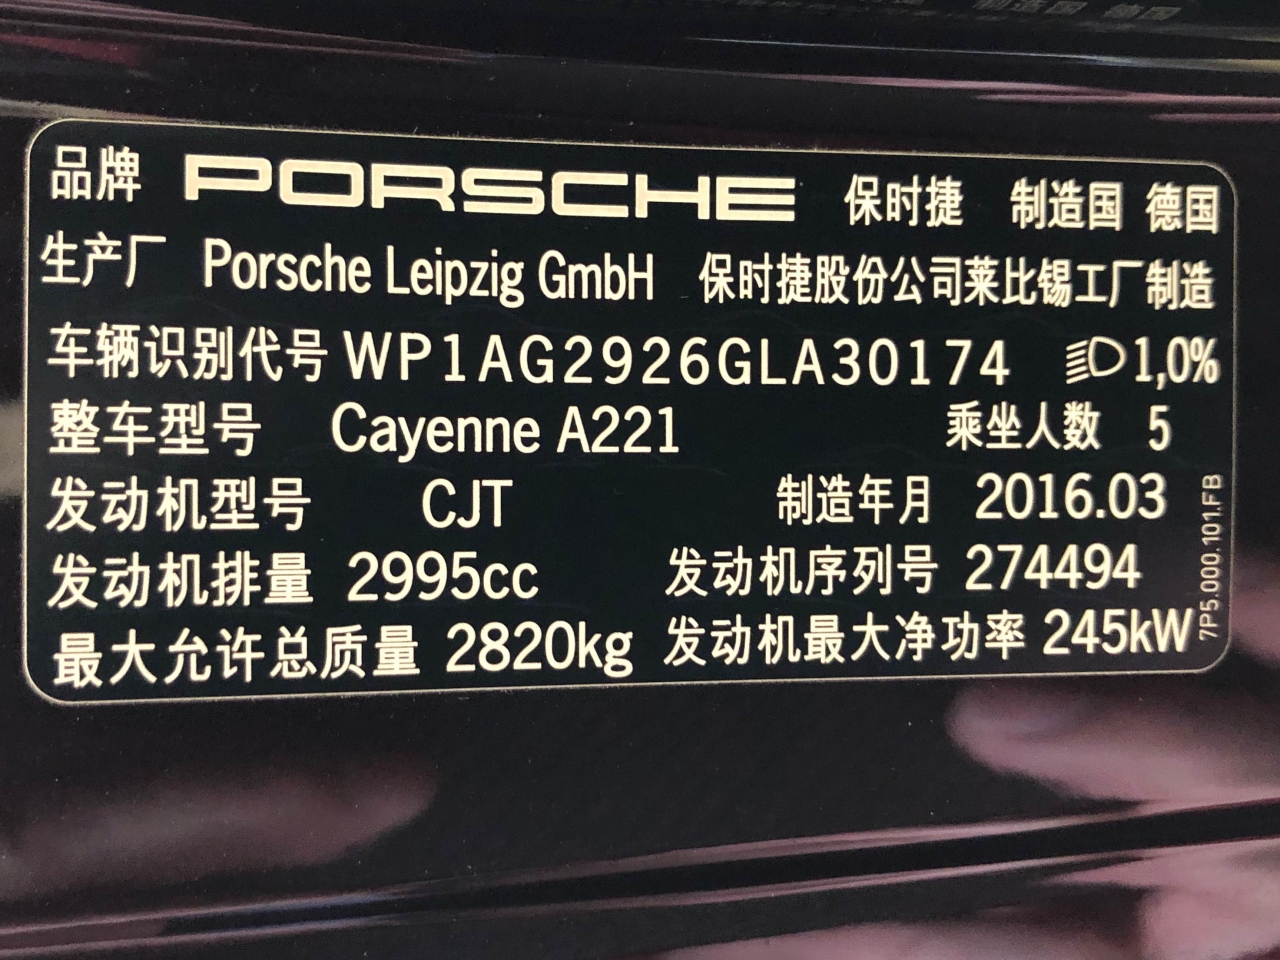 品牌 PORSCHE 保时捷 制造国 德国
生产厂 Porsche Leipzig GmbH 保时捷股份公司莱比锡工厂制造
车辆识别代号 WP1AG2926GLA30174 1,0%
整车型号 Cayenne A221 乘坐人数 5
发动机型号 CJT 制造年月 2016.03
发动机排量 2995cc 发动机序列号 274494
最大允许总质量 2820kg 发动机最大净功率 245kW
7P5.000.101.FB
制造国 德国